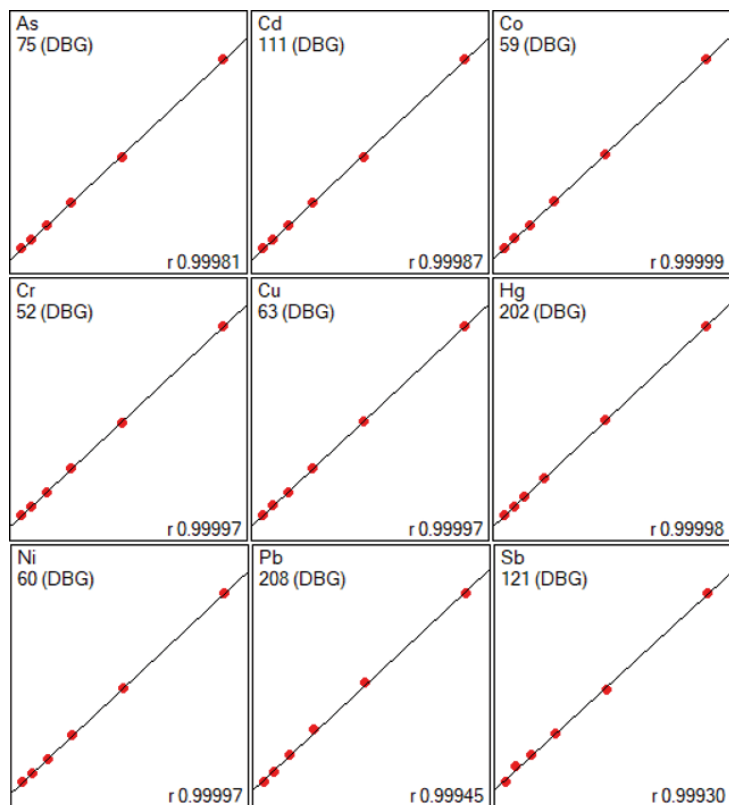 As
75 (DBG)
r 0.99981
Cd
111 (DBG)
r 0.99987
Co
59 (DBG)
r 0.99999
Cr
52 (DBG)
r 0.99997
Cu
63 (DBG)
r 0.99997
Hg
202 (DBG)
r 0.99998
Ni
60 (DBG)
r 0.99997
Pb
208 (DBG)
r 0.99945
Sb
121 (DBG)
r 0.99930